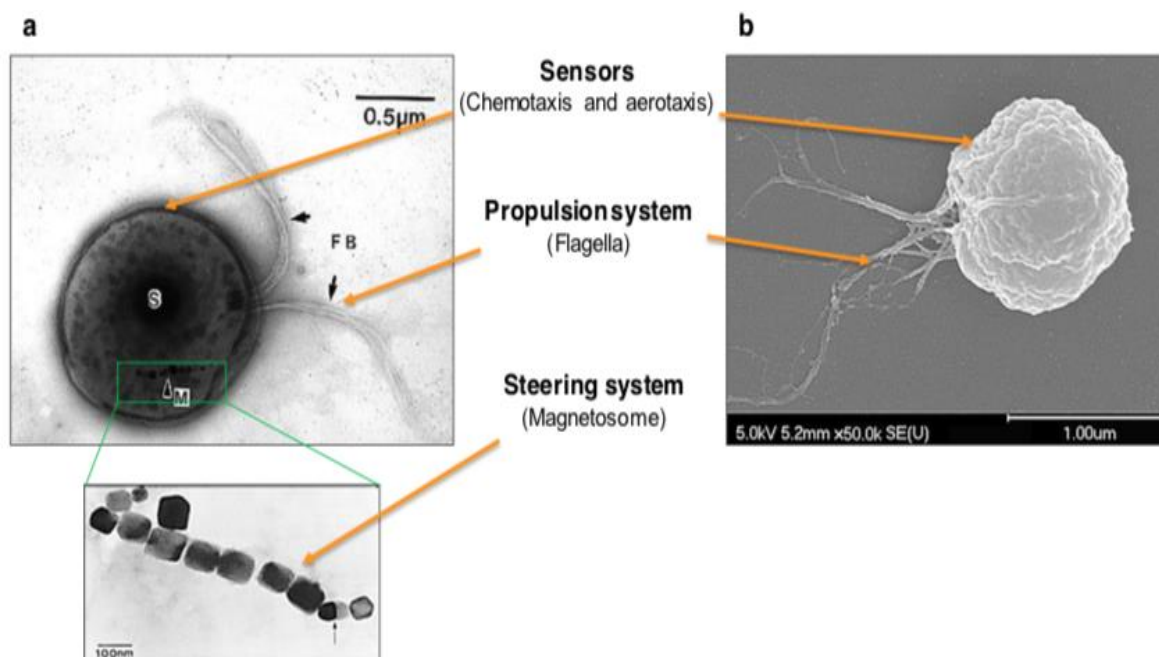 a
b
Sensors
(Chemotaxis and aerotaxis)
0.5μm
Propulsion system
(Flagella)
F B
S
Steering system
(Magnetosome)
M
5.0kV 5.2mm x50.0k SE(U)
1.00um
100nm